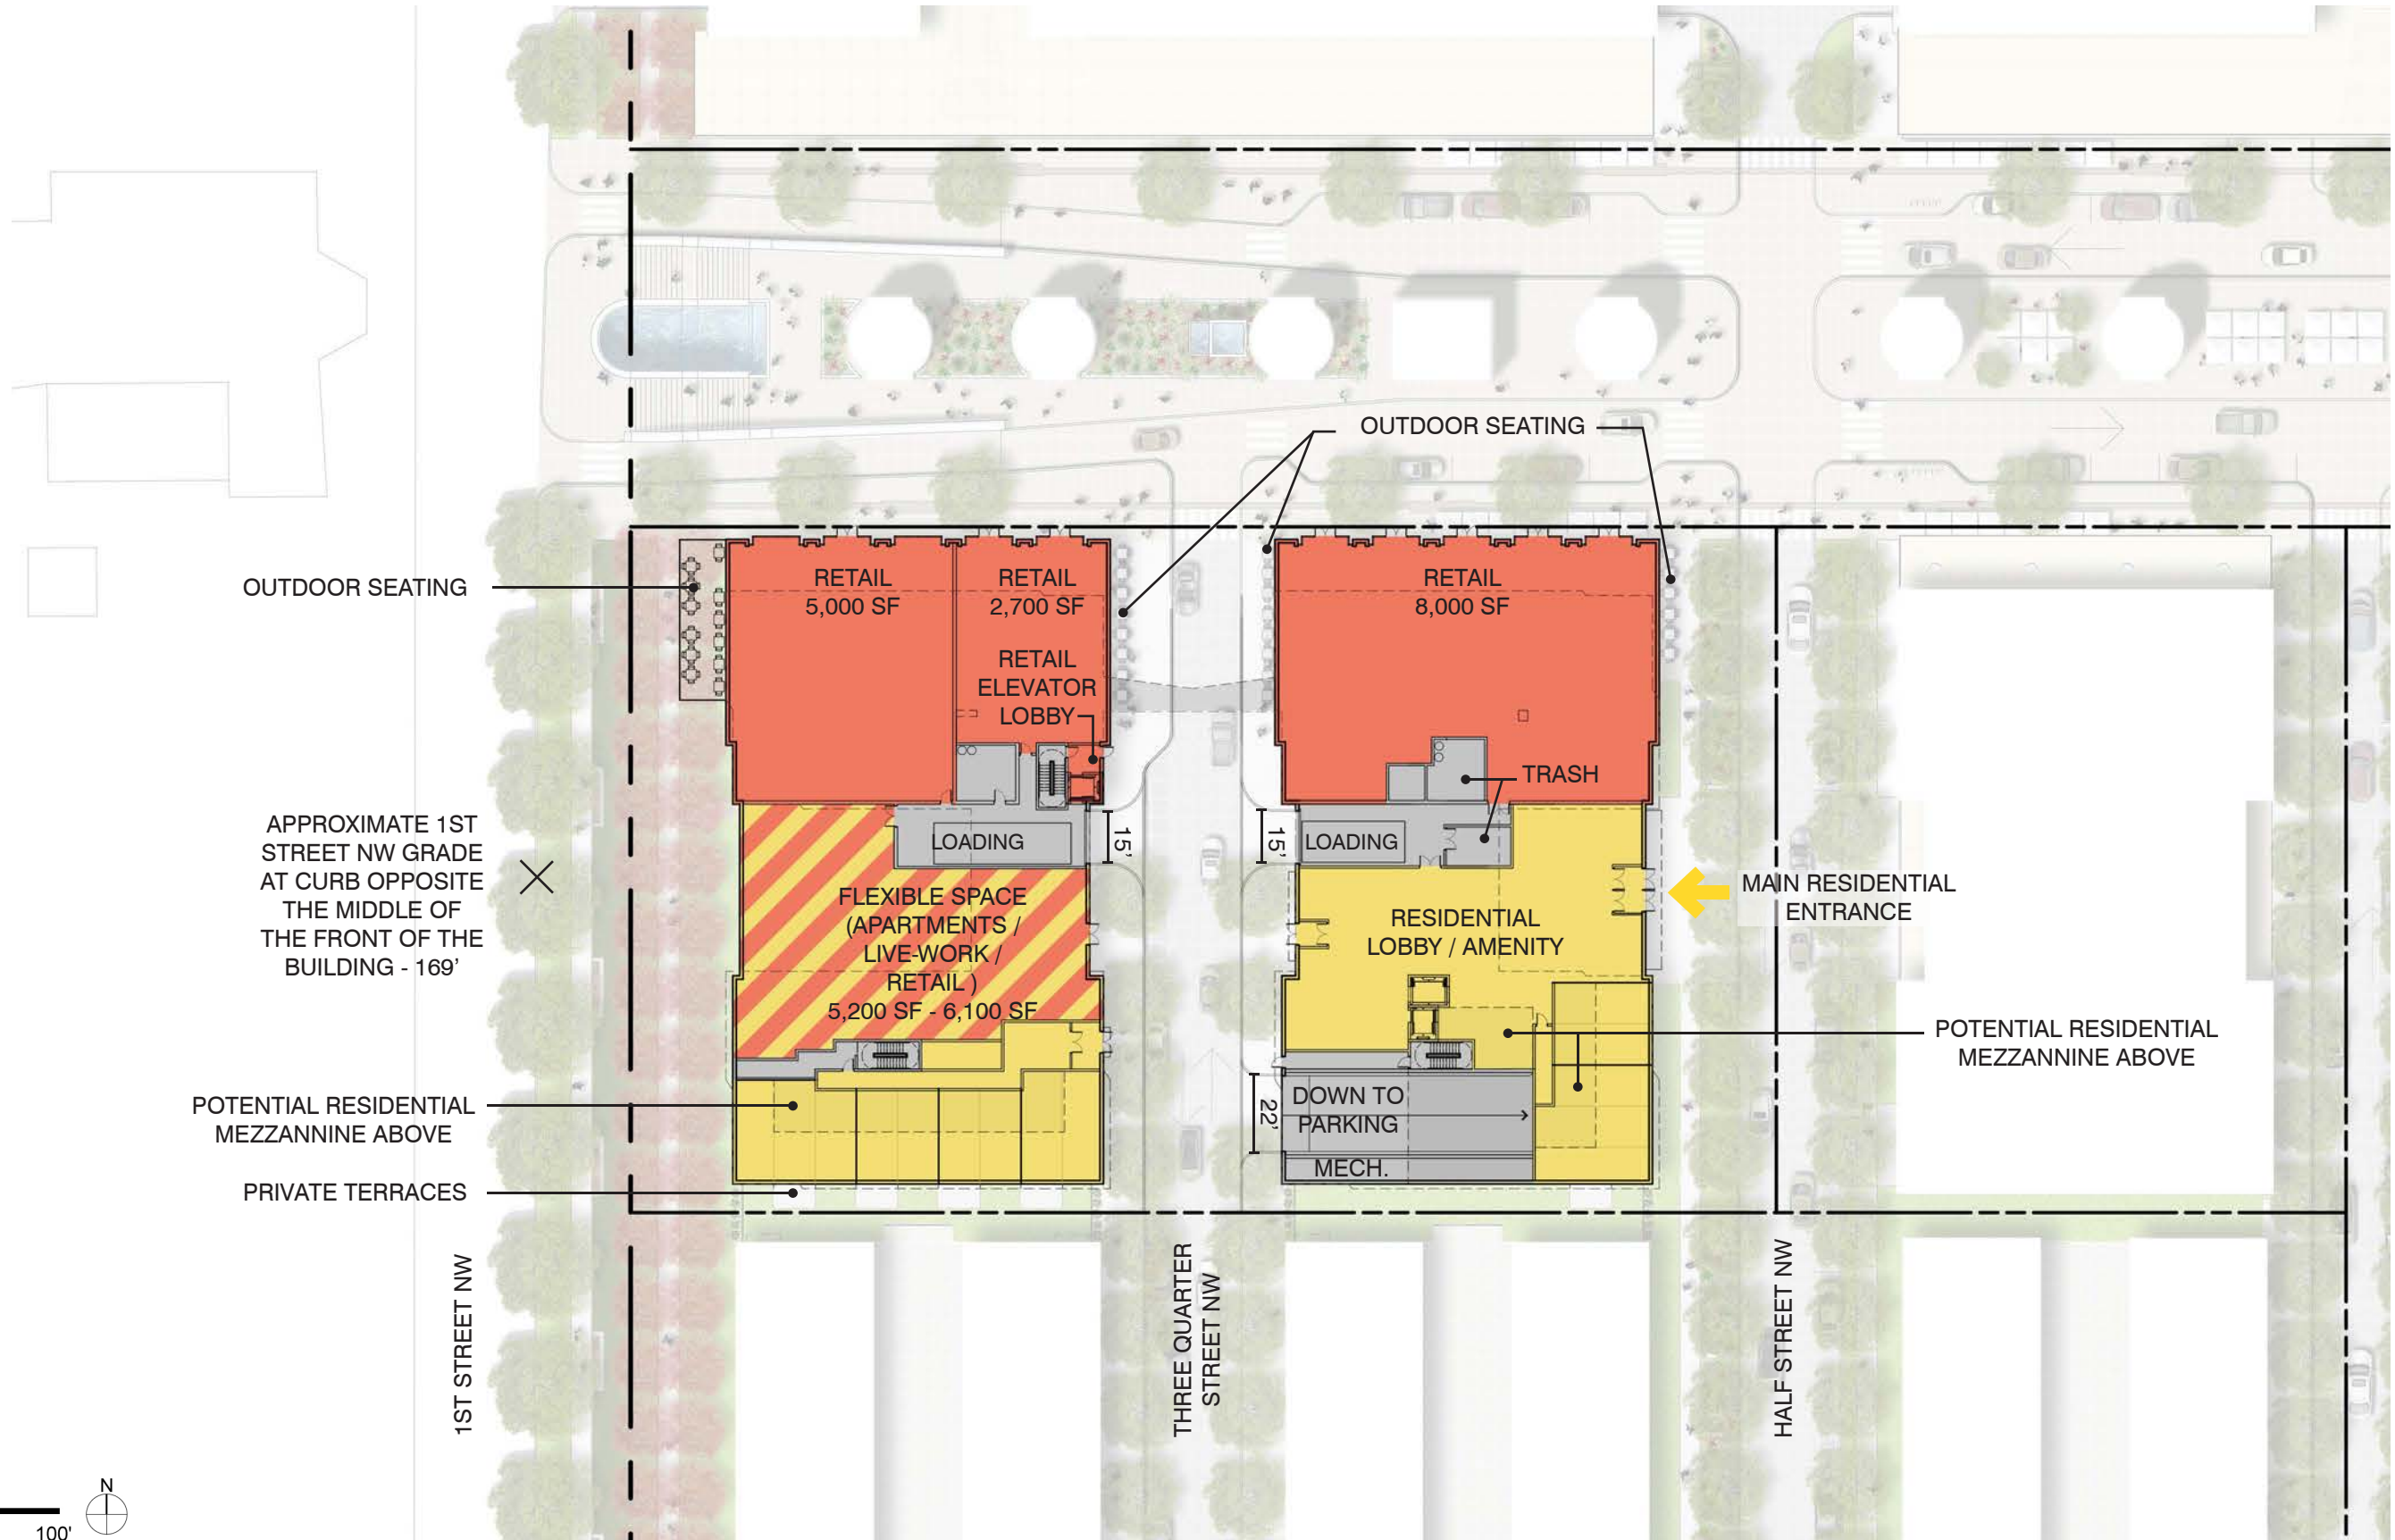 OUTDOOR SEATING
OUTDOOR SEATING
RETAIL
5,000 SF
RETAIL
2,700 SF
RETAIL
8,000 SF
RETAIL
ELEVATOR
LOBBY
TRASH
APPROXIMATE 1ST
STREET NW GRADE
AT CURB OPPOSITE
THE MIDDLE OF
THE FRONT OF THE
BUILDING - 169'
LOADING
15'
15'
LOADING
FLEXIBLE SPACE
(APARTMENTS /
LIVE-WORK /
RETAIL )
5,200 SF - 6,100 SF
RESIDENTIAL
LOBBY / AMENITY
MAIN RESIDENTIAL
ENTRANCE
POTENTIAL RESIDENTIAL
MEZZANNINE ABOVE
POTENTIAL RESIDENTIAL
MEZZANNINE ABOVE
22'
DOWN TO
PARKING
MECH.
PRIVATE TERRACES
1ST STREET NW
THREE QUARTER
STREET NW
HALF STREET NW
N
100'